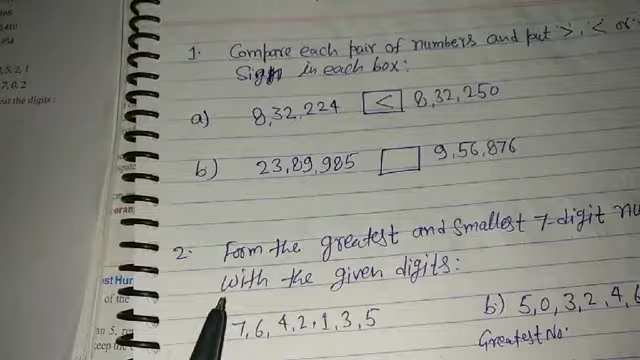 1. Compare each pair of numbers and put >, < or
Sign in each box:
a) 8,32,224 < 8,32,250
b) 23,89,985 9,56,876
2. Form the greatest and smallest 7-digit
with the given digits:
7,6,4,2,1,3,5
b) 5,0,3,2,4,6
Greatest No: